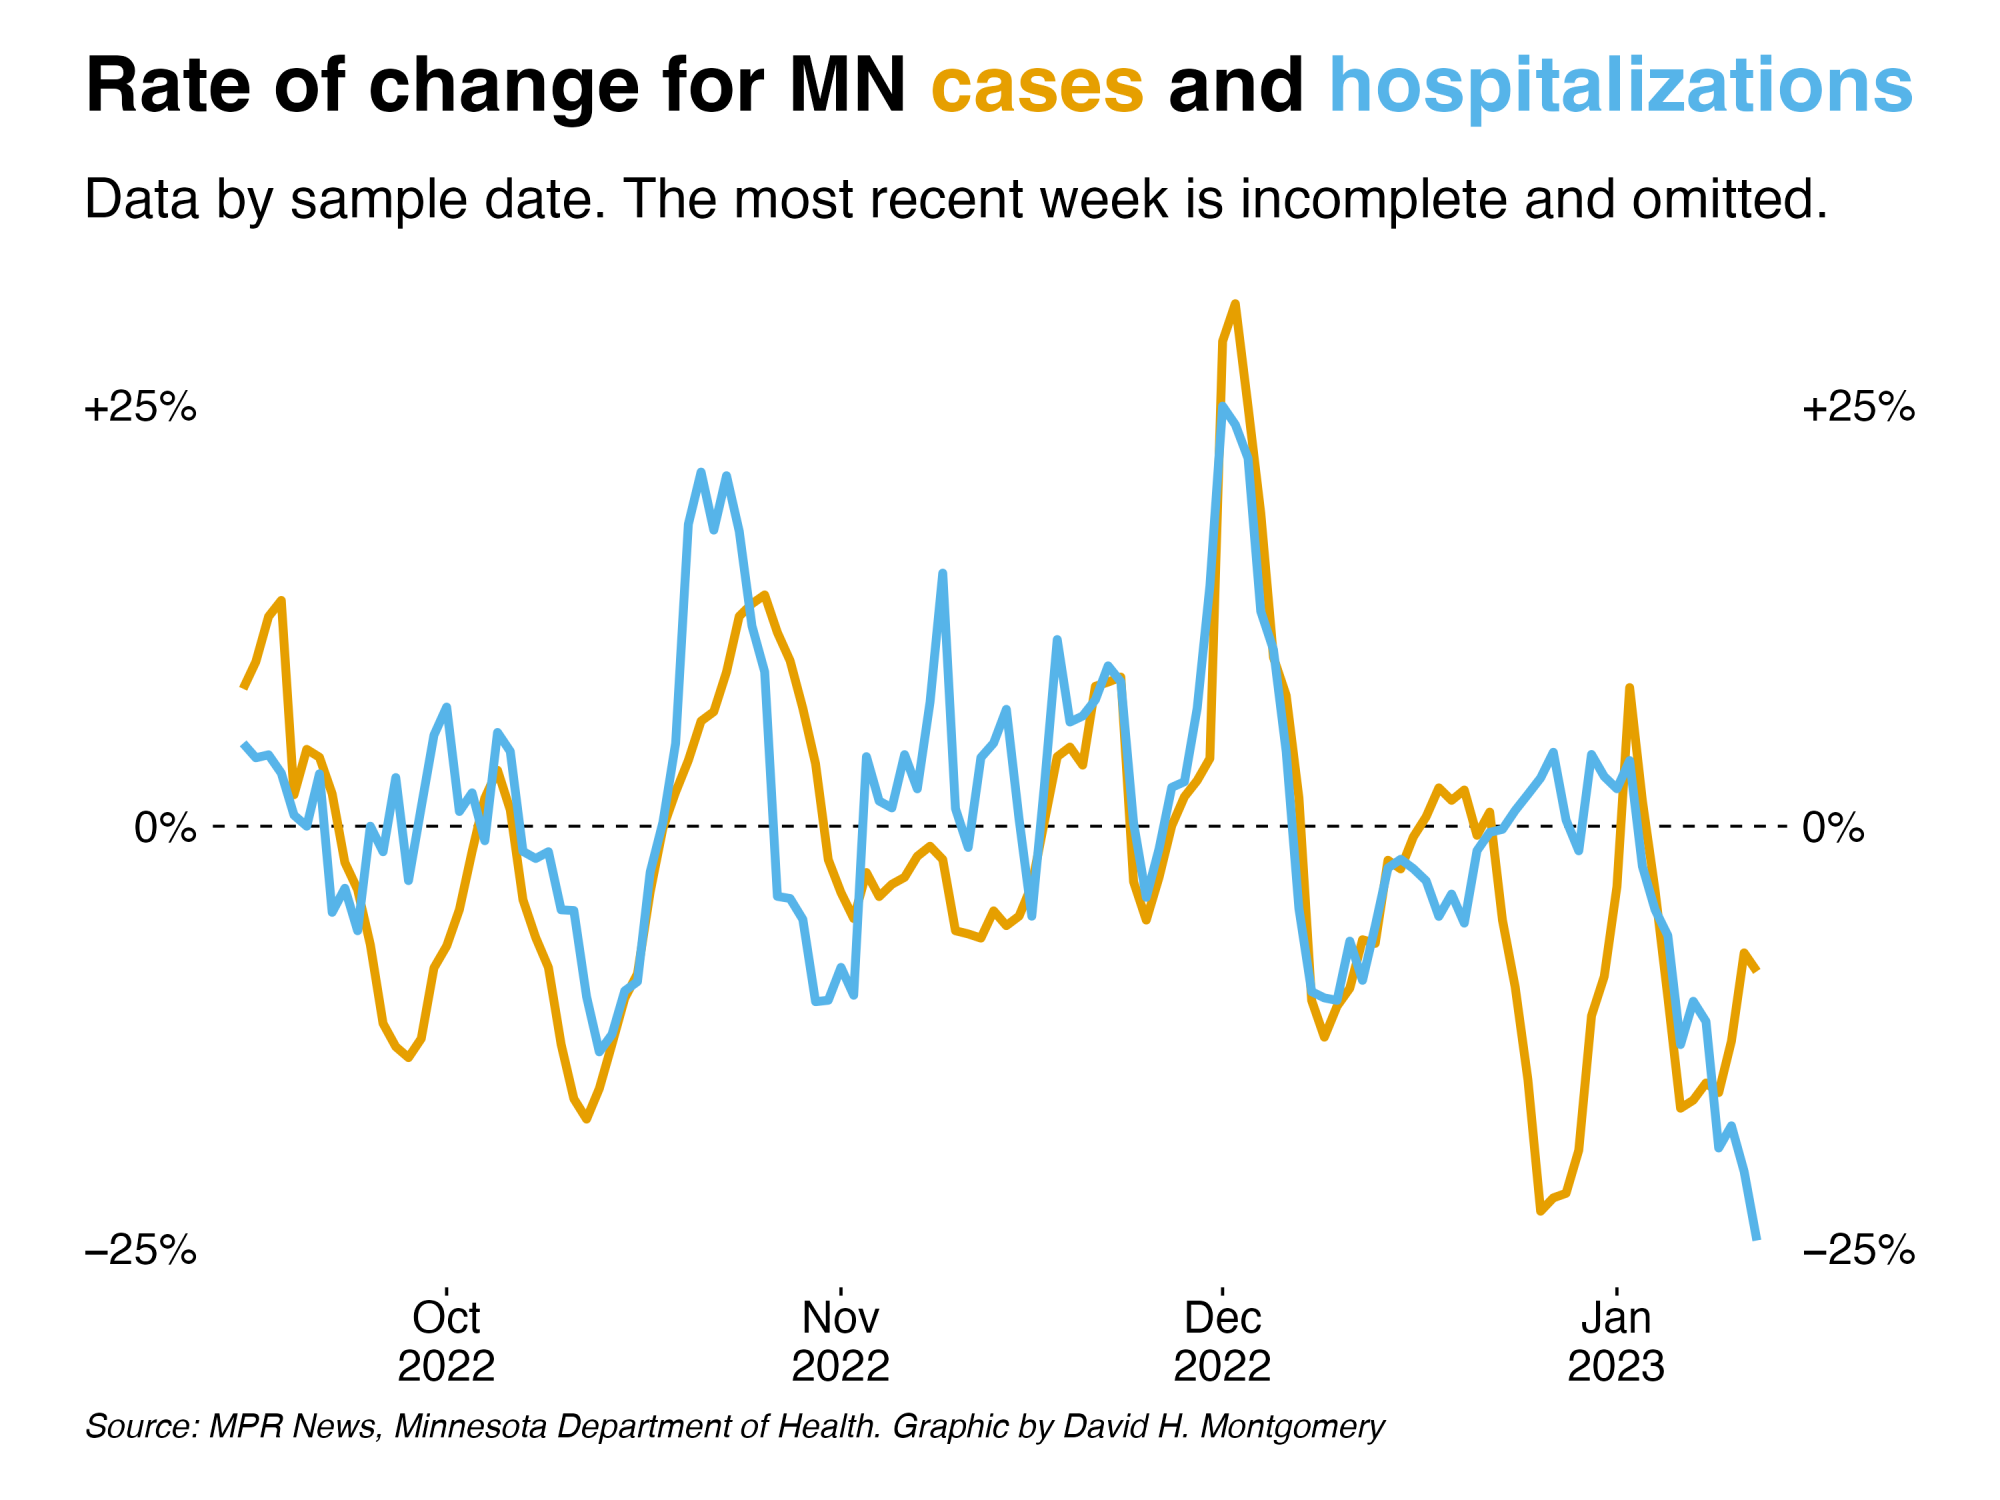 Rate of change for MN cases and hospitalizations
Data by sample date. The most recent week is incomplete and omitted.
+25% +25%
0% 0%
−25% −25%
Oct Nov Dec Jan
2022 2022 2022 2023
Source: MPR News, Minnesota Department of Health. Graphic by David H. Montgomery